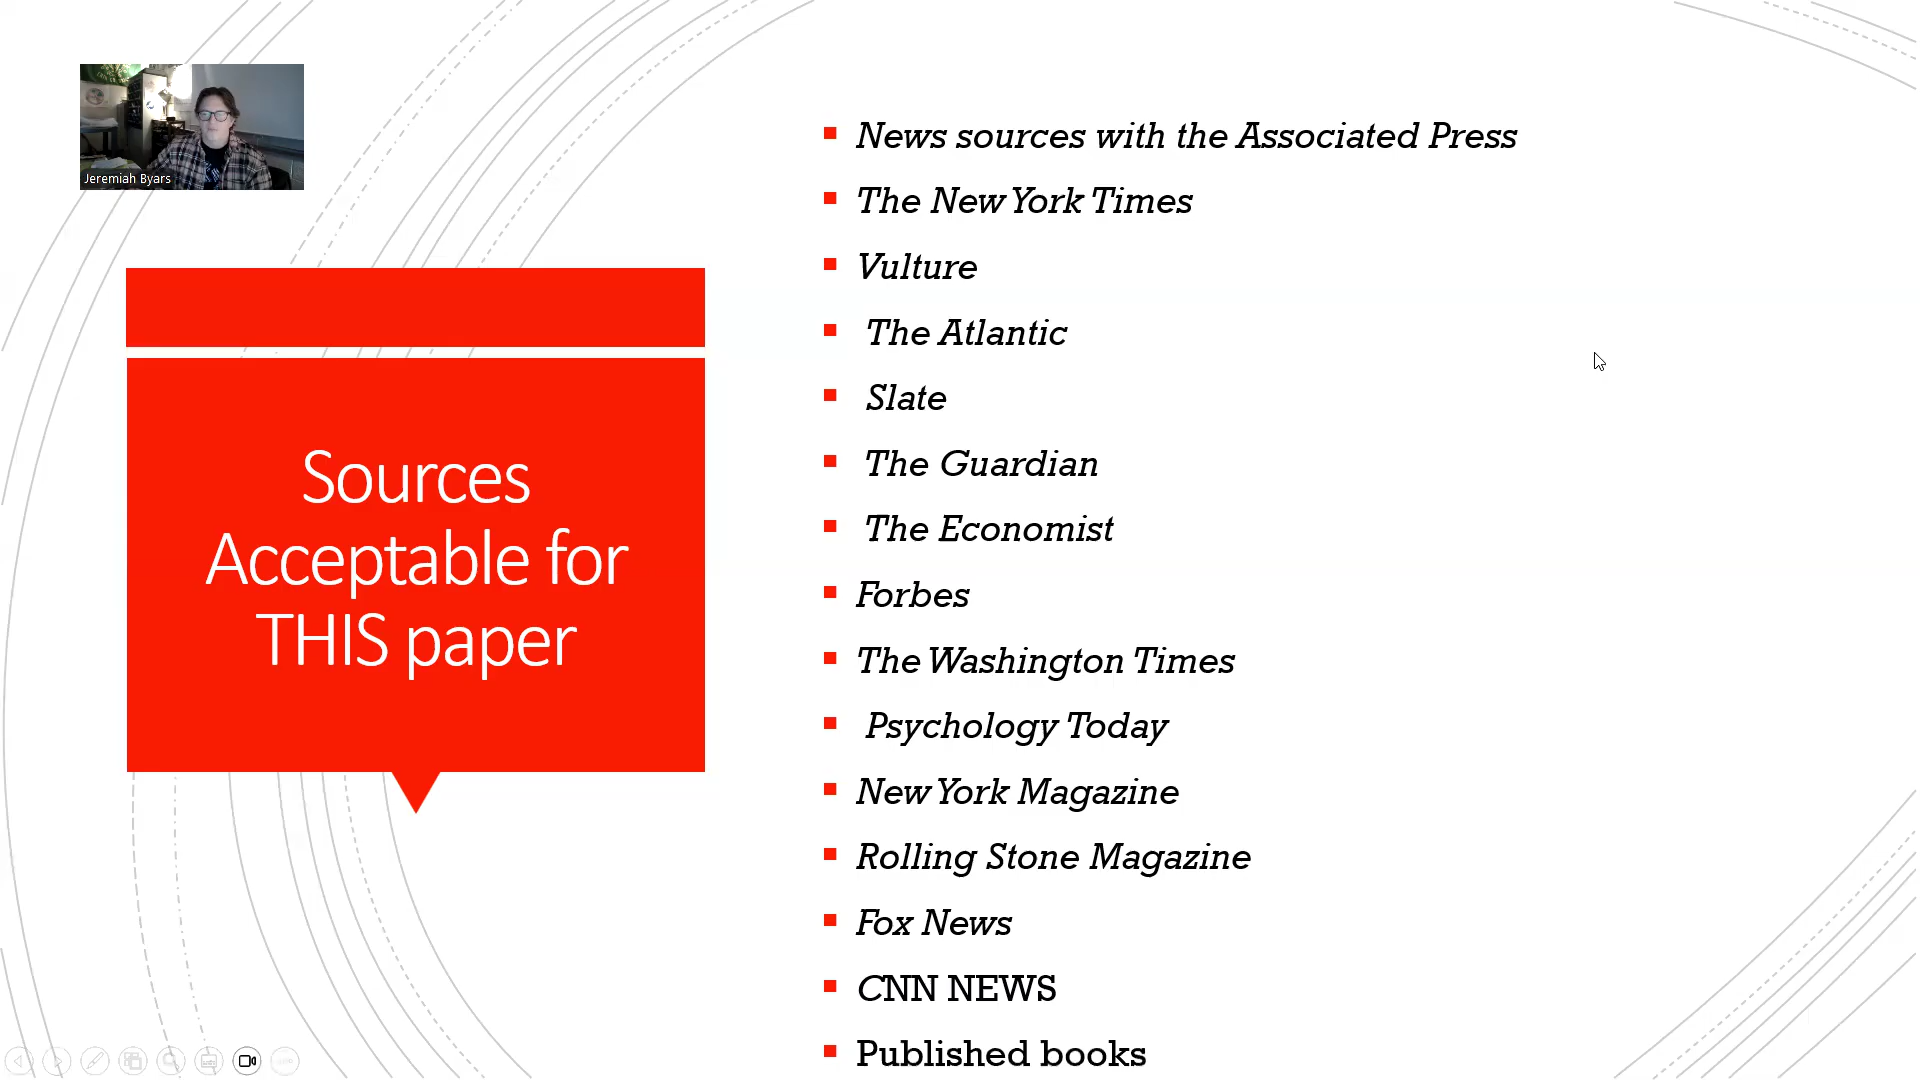 Jeremiah Byars
Sources
Acceptable for
THIS paper
News sources with the Associated Press
The New York Times
Vulture
The Atlantic
Slate
The Guardian
The Economist
Forbes
The Washington Times
Psychology Today
New York Magazine
Rolling Stone Magazine
Fox News
CNN NEWS
Published books